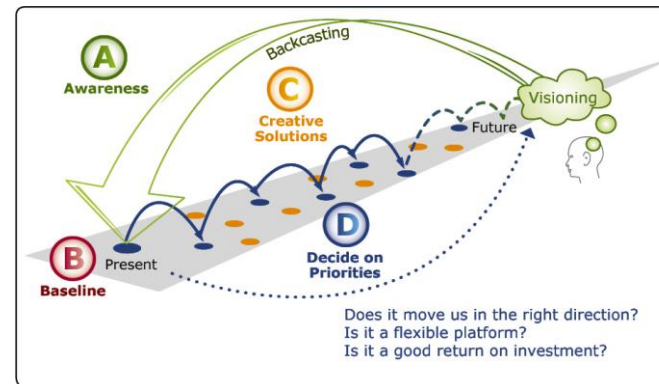 Backcasting
A
Awareness
C
Creative
Solutions
Visioning
Future
B
Baseline
Present
D
Decide on
Priorities
Does it move us in the right direction?
Is it a flexible platform?
Is it a good return on investment?